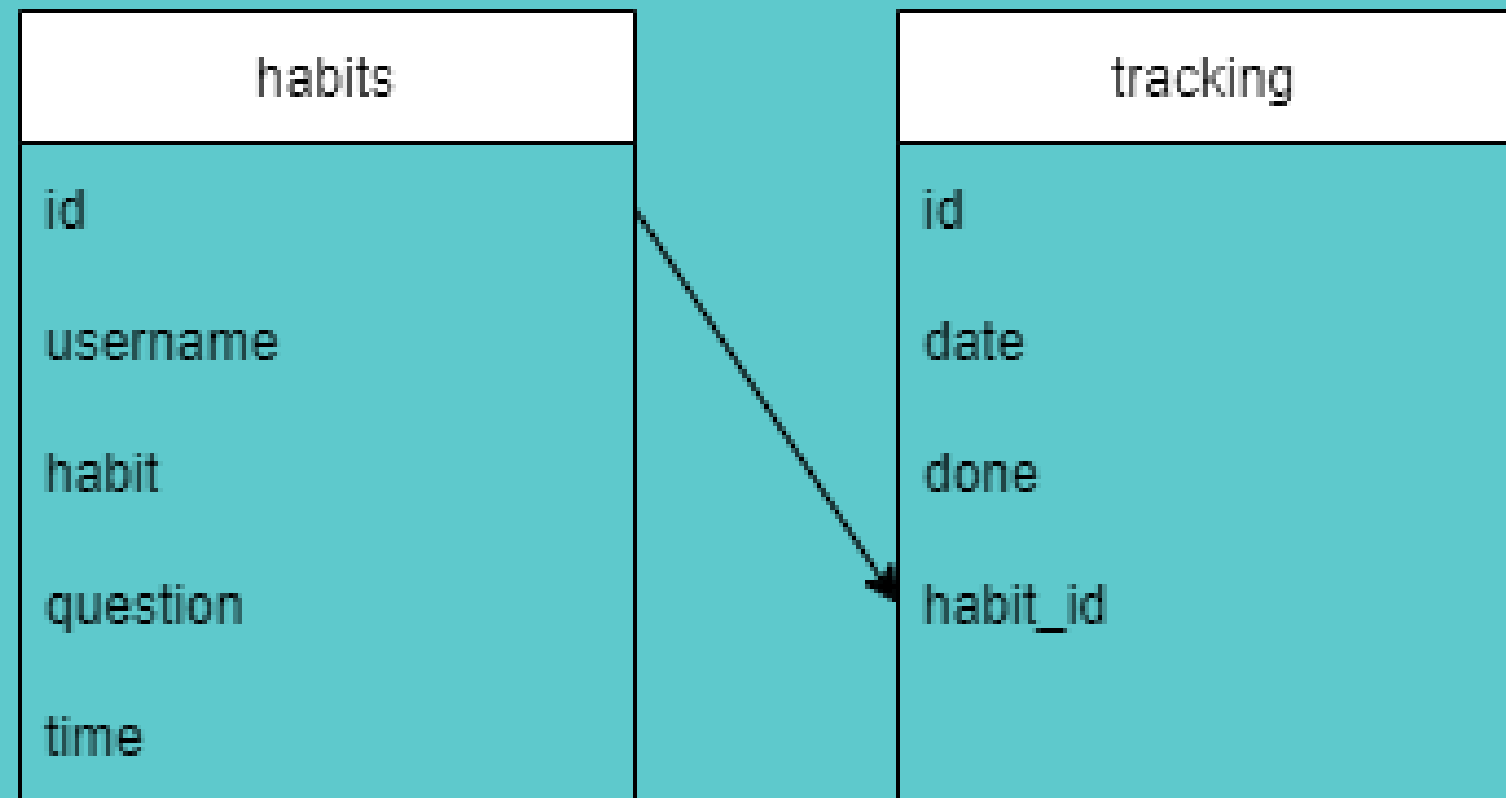 habits
id
username
habit
question
time
tracking
id
date
done
habit_id